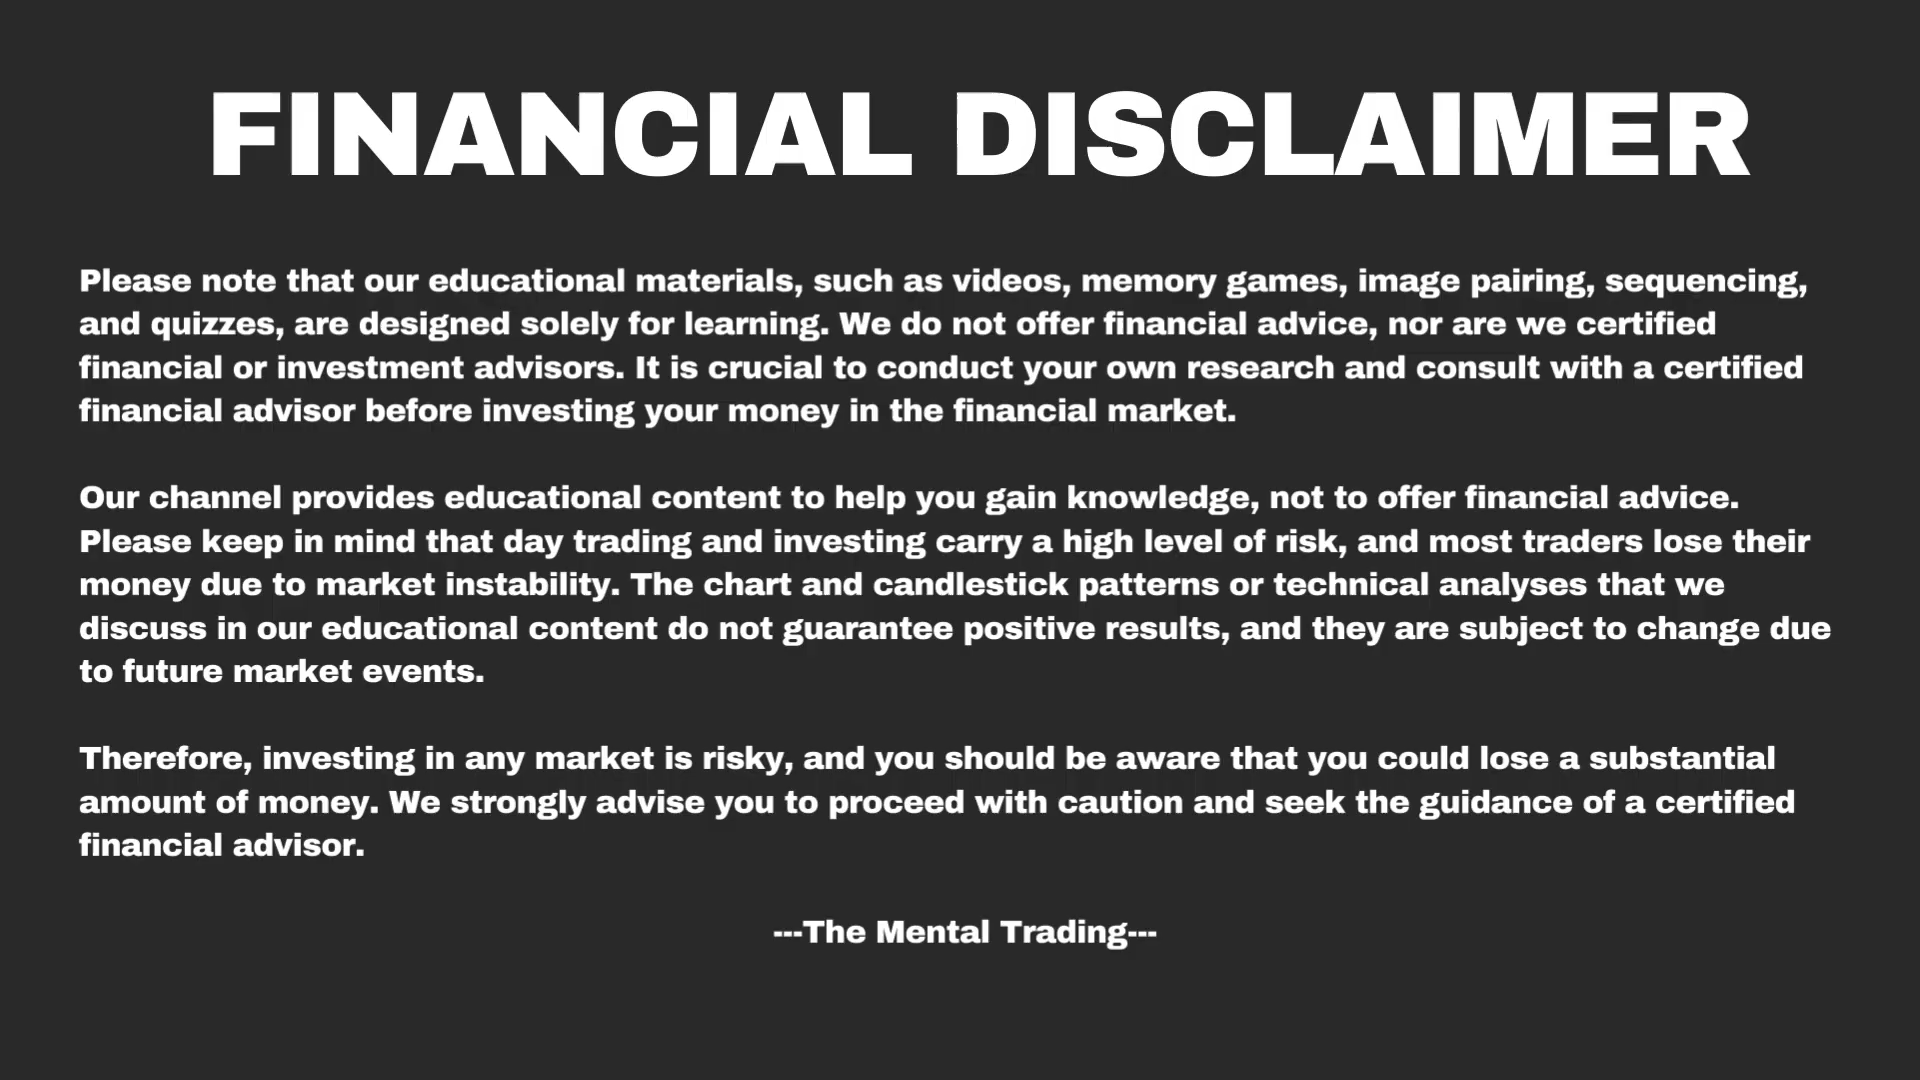 FINANCIAL DISCLAIMER
Please note that our educational materials, such as videos, memory games, image pairing, sequencing,
and quizzes, are designed solely for learning. We do not offer financial advice, nor are we certified
financial or investment advisors. It is crucial to conduct your own research and consult with a certified
financial advisor before investing your money in the financial market.
Our channel provides educational content to help you gain knowledge, not to offer financial advice.
Please keep in mind that day trading and investing carry a high level of risk, and most traders lose their
money due to market instability. The chart and candlestick patterns or technical analyses that we
discuss in our educational content do not guarantee positive results, and they are subject to change due
to future market events.
Therefore, investing in any market is risky, and you should be aware that you could lose a substantial
amount of money. We strongly advise you to proceed with caution and seek the guidance of a certified
financial advisor.
---The Mental Trading---